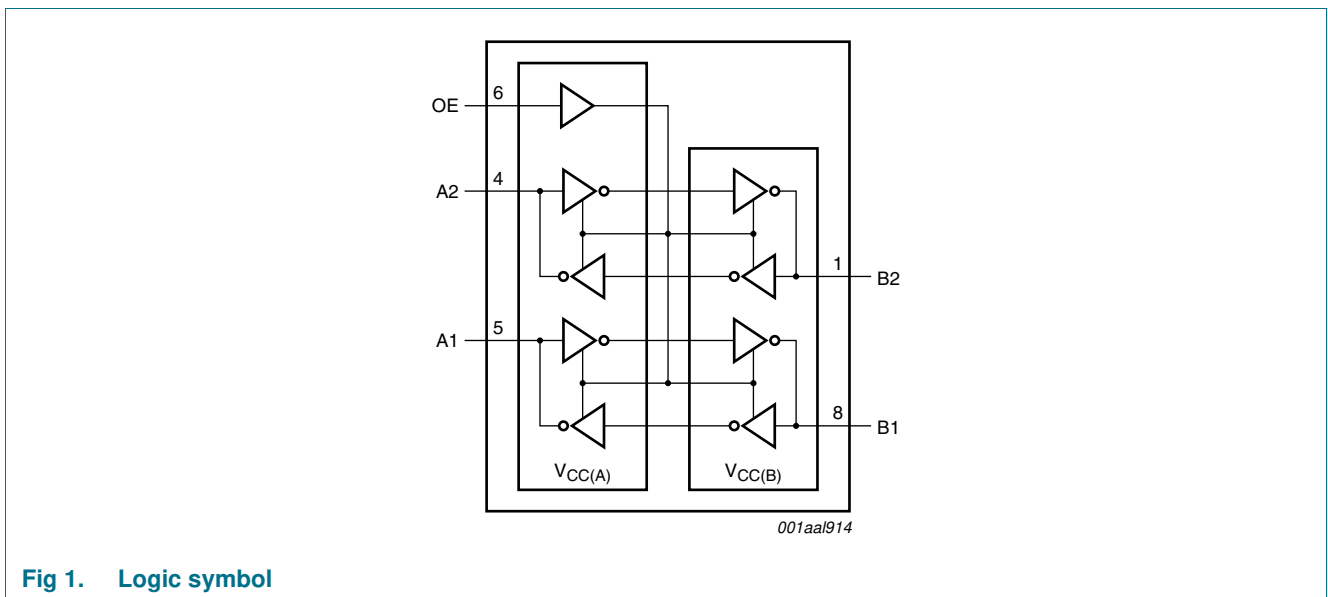 OE 6
A2 4
1 B2
A1 5
8 B1
VCC(A) VCC(B)
001aal914
Fig 1. Logic symbol